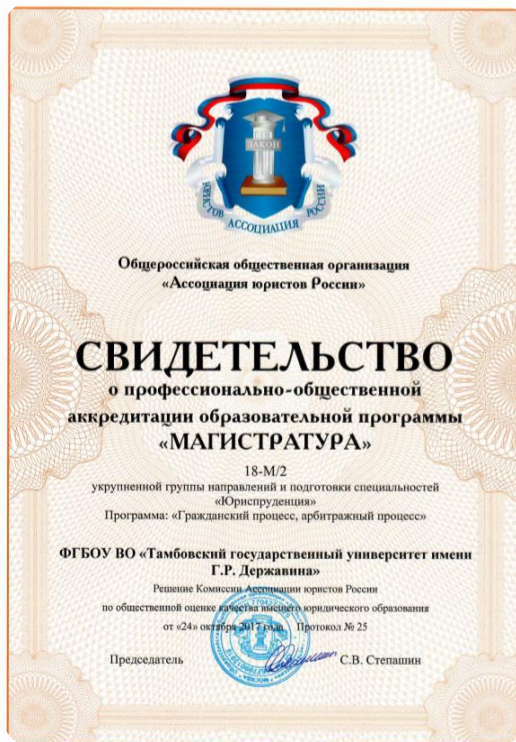 ЗАКОН
ЮРИСТОВ АССОЦИАЦИЯ РОССИИ
Общероссийская общественная организация
«Ассоциация юристов России»
СВИДЕТЕЛЬСТВО
о профессионально-общественной
аккредитации образовательной программы
«МАГИСТРАТУРА»
18-М/2
укрупненной группы направлений и подготовки специальностей
«Юриспруденция»
Программа: «Гражданский процесс, арбитражный процесс»
ФГБОУ ВО «Тамбовский государственный университет имени
Г.Р. Державина»
Решение Комиссии Ассоциации юристов России
по общественной оценке качества высшего юридического образования
от «24» октября 2017 года Протокол № 25
Председатель С.В. Степашин